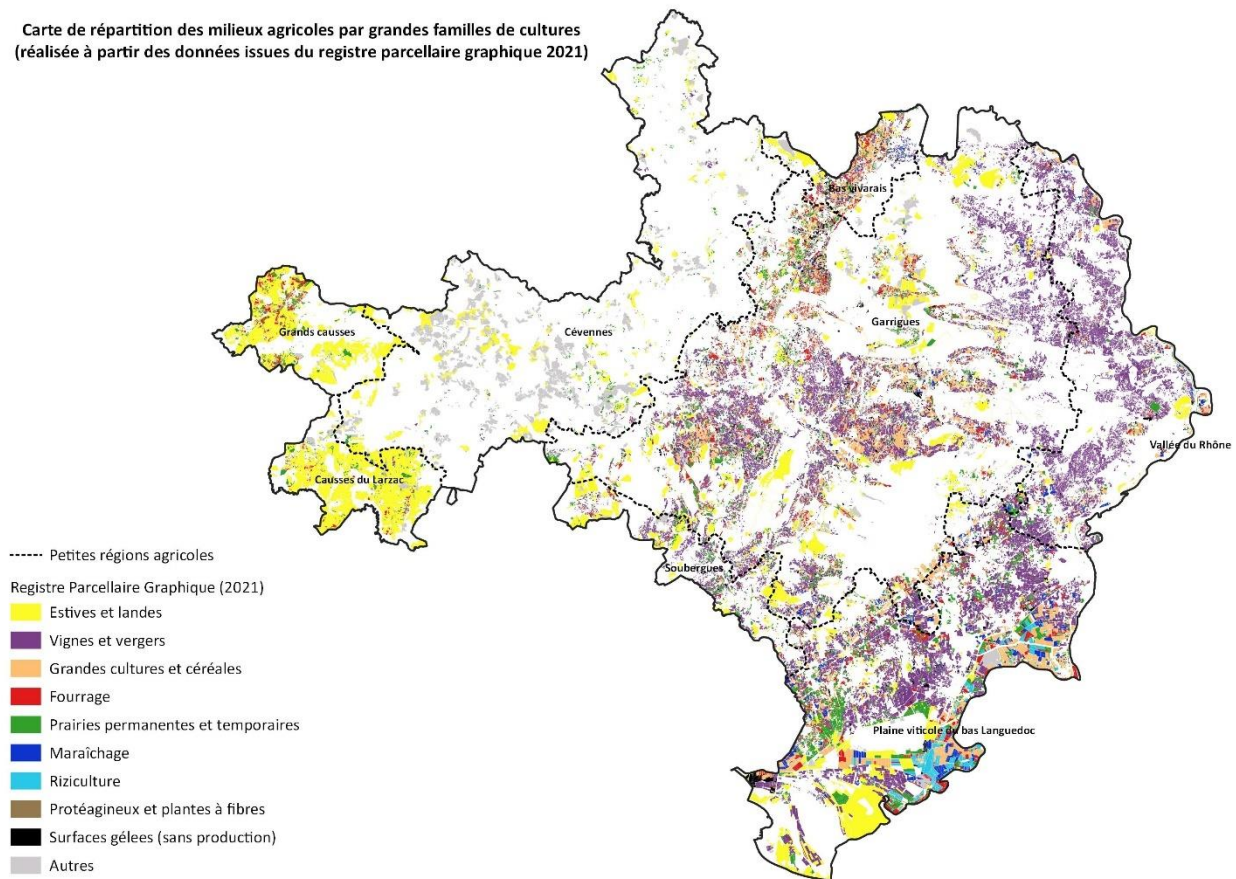 Carte de répartition des milieux agricoles par grandes familles de cultures
(réalisée à partir des données issues du registre parcellaire graphique 2021)
Bas vivarais
Grands causses
Cévennes
Garrigues
Vallée du Rhône
Causses du Larzac
Soubergues
Plaine viticole du bas Languedoc
Petites régions agricoles
Registre Parcellaire Graphique (2021)
Estives et landes
Vignes et vergers
Grandes cultures et céréales
Fourrage
Prairies permanentes et temporaires
Maraîchage
Riziculture
Protéagineux et plantes à fibres
Surfaces gélees (sans production)
Autres